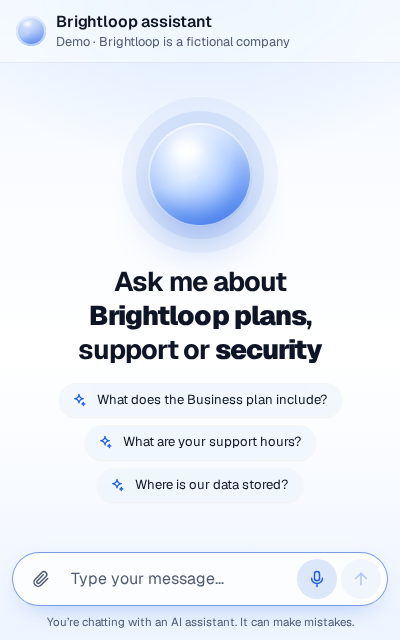 Brightloop assistant
Demo · Brightloop is a fictional company
Ask me about
Brightloop plans,
support or security
What does the Business plan include?
What are your support hours?
Where is our data stored?
Type your message...
You're chatting with an AI assistant. It can make mistakes.